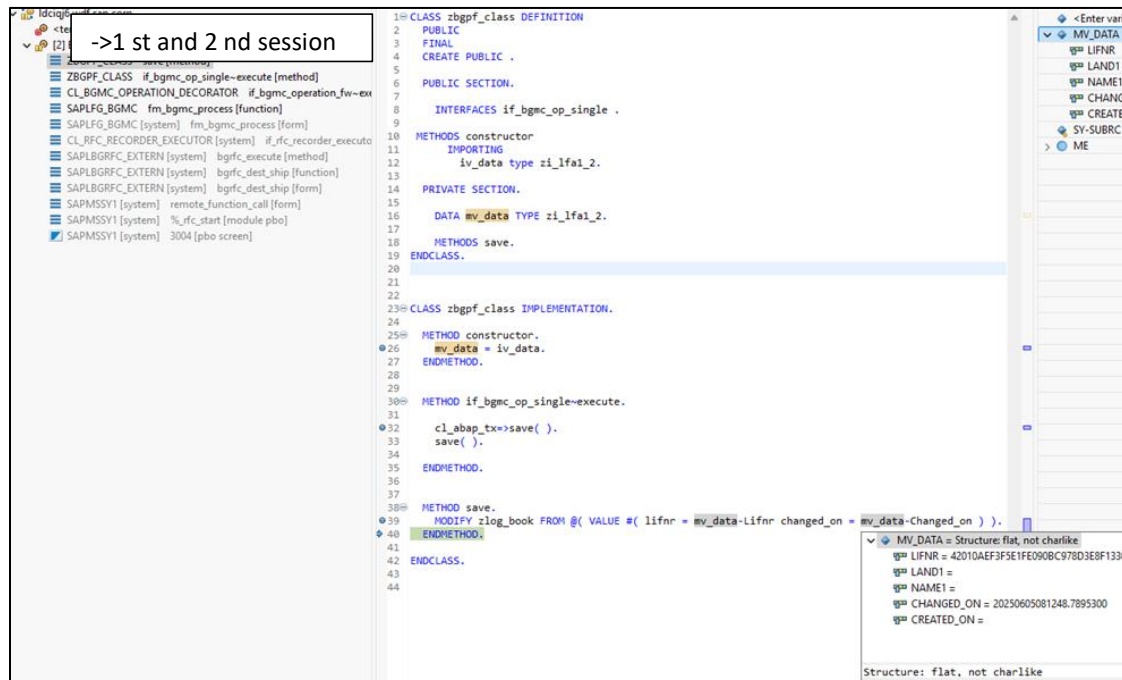 ldciqj6.wdf.sap.corp
<te
->1 st and 2 nd session
[2]
ZBGPF_CLASS save [method]
ZBGPF_CLASS if_bgmc_op_single~execute [method]
CL_BGMC_OPERATION_DECORATOR if_bgmc_operation_fw~exe
SAPLFG_BGMC fm_bgmc_process [function]
SAPLFG_BGMC [system] fm_bgmc_process [form]
CL_RFC_RECORDER_EXECUTOR [system] if_rfc_recorder_executo
SAPLBGRFC_EXTERN [system] bgrfc_execute [method]
SAPLBGRFC_EXTERN [system] bgrfc_dest_ship [function]
SAPLBGRFC_EXTERN [system] bgrfc_dest_ship [form]
SAPMSSY1 [system] remote_function_call [form]
SAPMSSY1 [system] %_rfc_start [module pbo]
SAPMSSY1 [system] 3004 [pbo screen]
1 CLASS zbgpf_class DEFINITION
2 PUBLIC
3 FINAL
4 CREATE PUBLIC .
5
6 PUBLIC SECTION.
7
8 INTERFACES if_bgmc_op_single .
9
10 METHODS constructor
11 IMPORTING
12 iv_data type zi_lfa1_2.
13
14 PRIVATE SECTION.
15
16 DATA mv_data TYPE zi_lfa1_2.
17
18 METHODS save.
19 ENDCLASS.
20
21
22
23 CLASS zbgpf_class IMPLEMENTATION.
24
25 METHOD constructor.
26 mv_data = iv_data.
27 ENDMETHOD.
28
29
30 METHOD if_bgmc_op_single~execute.
31
32 cl_abap_tx=>save( ).
33 save( ).
34
35 ENDMETHOD.
36
37
38 METHOD save.
39 MODIFY zlog_book FROM @( VALUE #( lifnr = mv_data-Lifnr changed_on = mv_data-Changed_on ) ).
40 ENDMETHOD.
41
42 ENDCLASS.
43
44
<Enter vari
MV_DATA
LIFNR
LAND1
NAME1
CHANG
CREATE
SY-SUBRC
ME
MV_DATA = Structure: flat, not charlike
LIFNR = 42010AEF3F5E1FE090BC978D3E8F133
LAND1 =
NAME1 =
CHANGED_ON = 20250605081248.7895300
CREATED_ON =
Structure: flat, not charlike